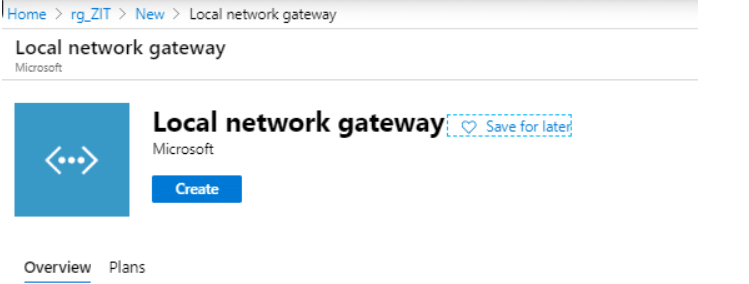 Home > rg_ZIT > New > Local network gateway
Local network gateway
Microsoft
Local network gateway Save for later
Microsoft
Create
Overview Plans